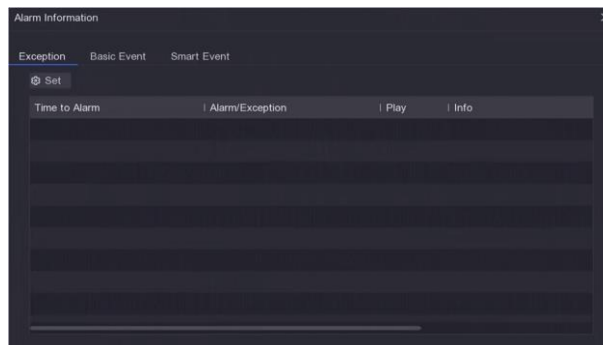 Alarm Information
Exception Basic Event Smart Event
Set
Time to Alarm Alarm/Exception Play Info